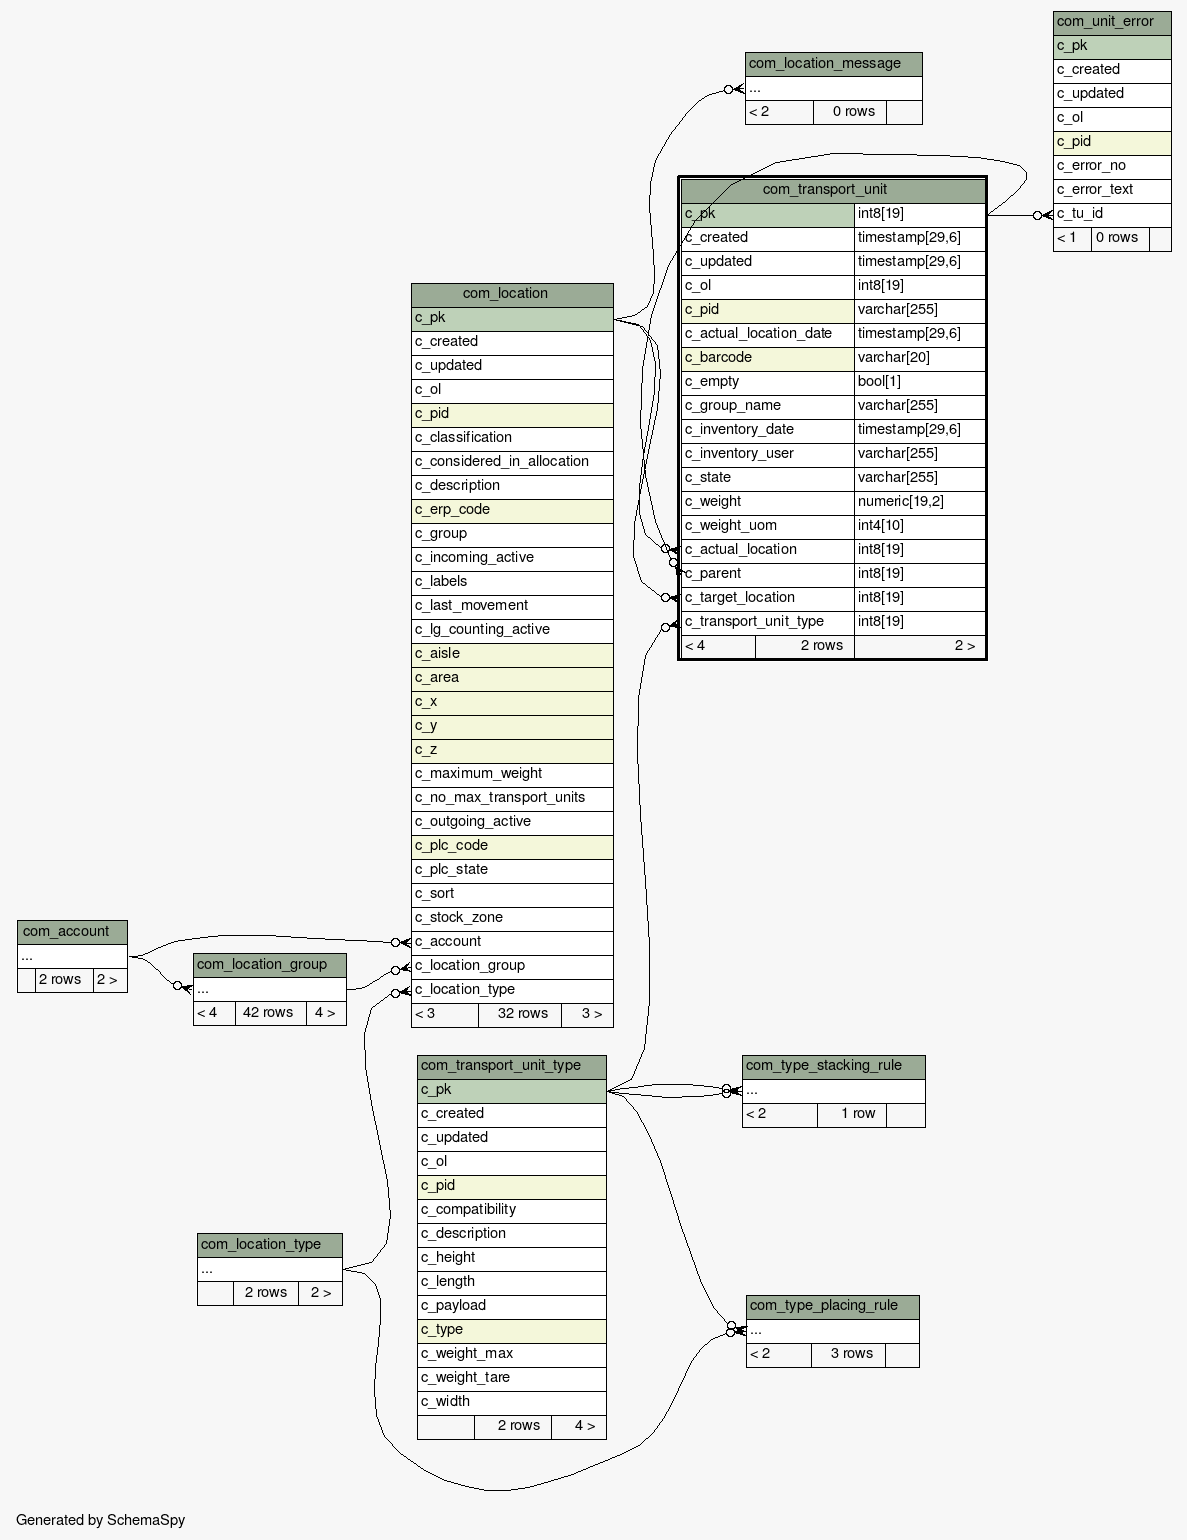 com_unit_error
c_pk
c_created
c_updated
c_ol
c_pid
c_error_no
c_error_text
c_tu_id
< 1 0 rows
com_location_message
...
< 2 0 rows
com_transport_unit
c_pk int8[19]
c_created timestamp[29,6]
c_updated timestamp[29,6]
c_ol int8[19]
c_pid varchar[255]
c_actual_location_date timestamp[29,6]
c_barcode varchar[20]
c_empty bool[1]
c_group_name varchar[255]
c_inventory_date timestamp[29,6]
c_inventory_user varchar[255]
c_state varchar[255]
c_weight numeric[19,2]
c_weight_uom int4[10]
c_actual_location int8[19]
c_parent int8[19]
c_target_location int8[19]
c_transport_unit_type int8[19]
< 4 2 rows 2 >
com_location
c_pk
c_created
c_updated
c_ol
c_pid
c_classification
c_considered_in_allocation
c_description
c_erp_code
c_group
c_incoming_active
c_labels
c_last_movement
c_lg_counting_active
c_aisle
c_area
c_x
c_y
c_z
c_maximum_weight
c_no_max_transport_units
c_outgoing_active
c_plc_code
c_plc_state
c_sort
c_stock_zone
c_account
c_location_group
c_location_type
< 3 32 rows 3 >
com_account
...
2 rows 2 >
com_location_group
...
< 4 42 rows 4 >
com_transport_unit_type
c_pk
c_created
c_updated
c_ol
c_pid
c_compatibility
c_description
c_height
c_length
c_payload
c_type
c_weight_max
c_weight_tare
c_width
2 rows 4 >
com_type_stacking_rule
...
< 2 1 row
com_location_type
...
2 rows 2 >
com_type_placing_rule
...
< 2 3 rows
Generated by SchemaSpy